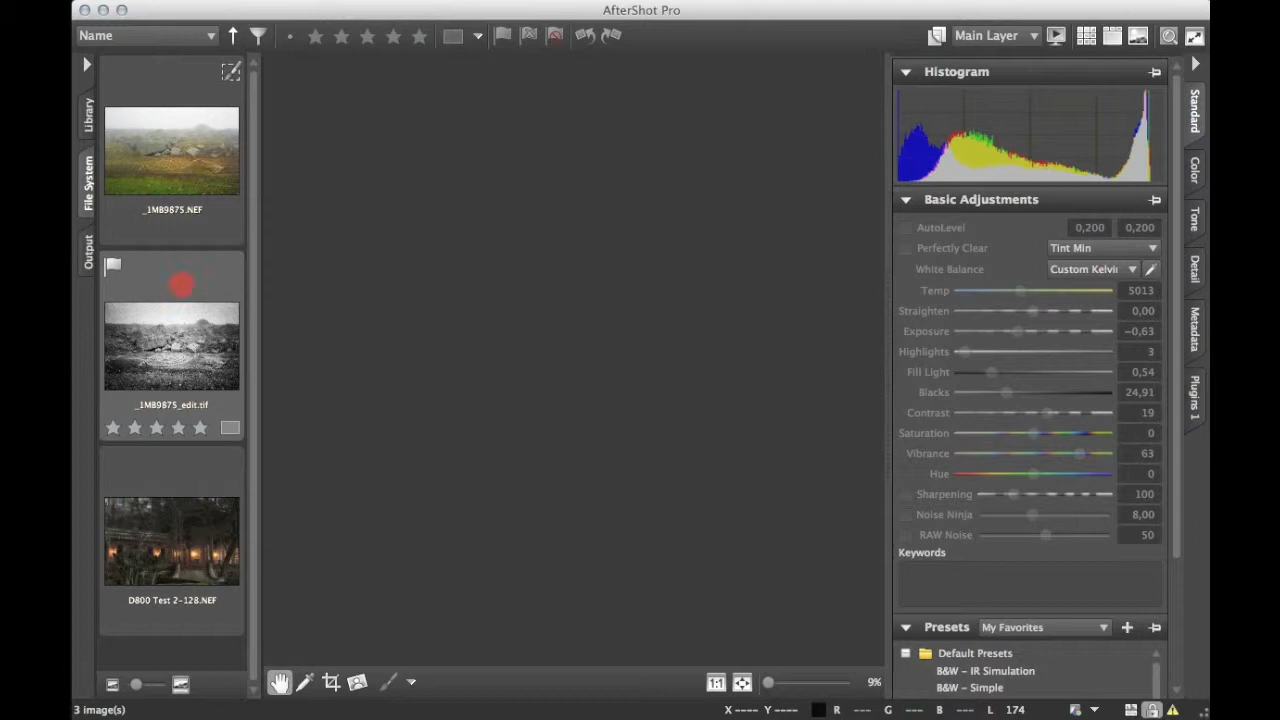 AfterShot Pro
Name
Main Layer
Library
File System
Output
_1MB9875.NEF
_1MB9875_edit.tif
D800 Test 2-128.NEF
3 image(s)
Histogram
Basic Adjustments
AutoLevel 0,200 0,200
Perfectly Clear Tint Min
White Balance Custom Kelvi
Temp 5013
Straighten 0,00
Exposure −0,63
Highlights 3
Fill Light 0,54
Blacks 24,91
Contrast 19
Saturation 0
Vibrance 63
Hue 0
Sharpening 100
Noise Ninja 8,00
RAW Noise 50
Keywords
Presets My Favorites
Default Presets
B&W – IR Simulation
B&W – Simple
Standard
Color
Tone
Detail
Metadata
Plugins 1
1:1
9%
X ---- Y ---- R --- G --- B --- L 174